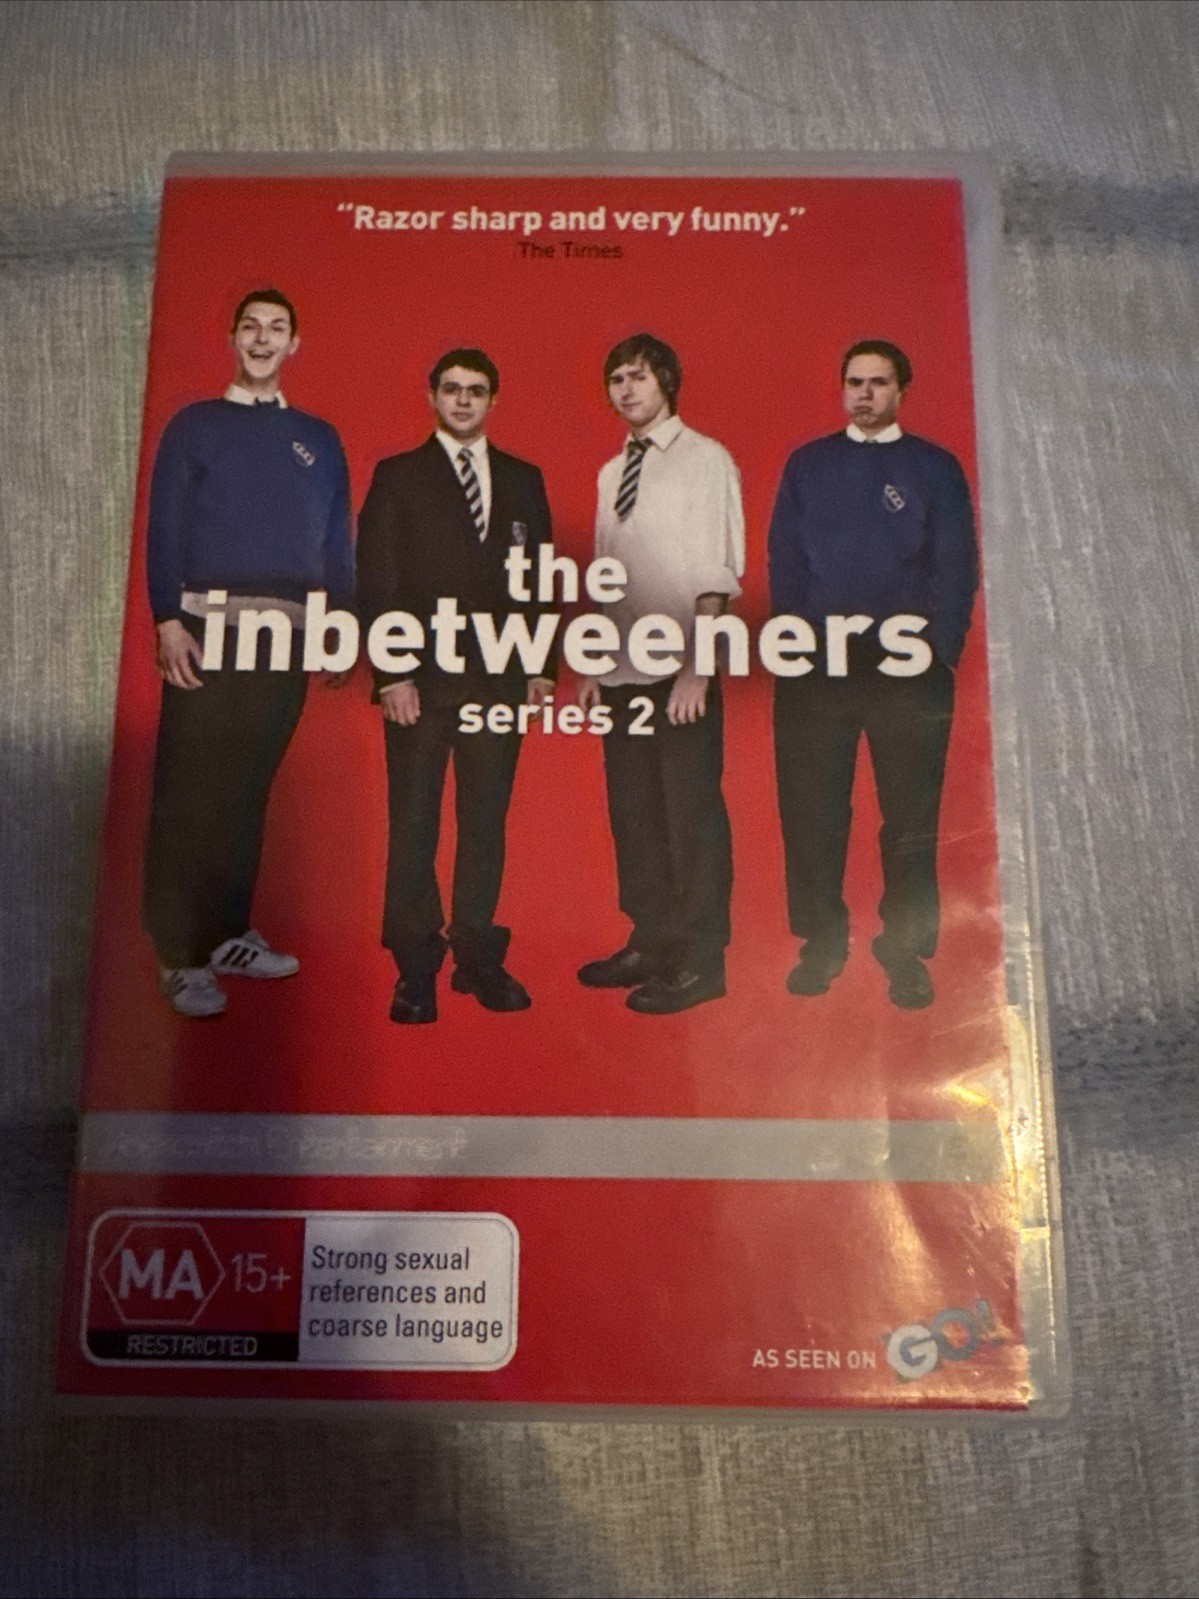 “Razor sharp and very funny.”
The Times
the
inbetweeners
series 2
MA 15+
RESTRICTED
Strong sexual
references and
coarse language
AS SEEN ON GO!